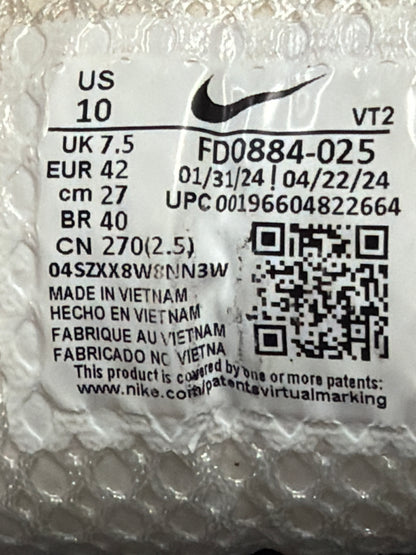 US
10
VT2
UK 7.5
FD0884-025
EUR 42
01/31/24 | 04/22/24
cm 27
UPC 00196604822664
BR 40
CN 270(2.5)
04SZXX8W8NN3W
MADE IN VIETNAM
HECHO EN VIETNAM
FABRIQUE AU VIETNAM
FABRICADO NO VIETNA
This product is covered by one or more patents:
www.nike.com/patentsvirtualmarking